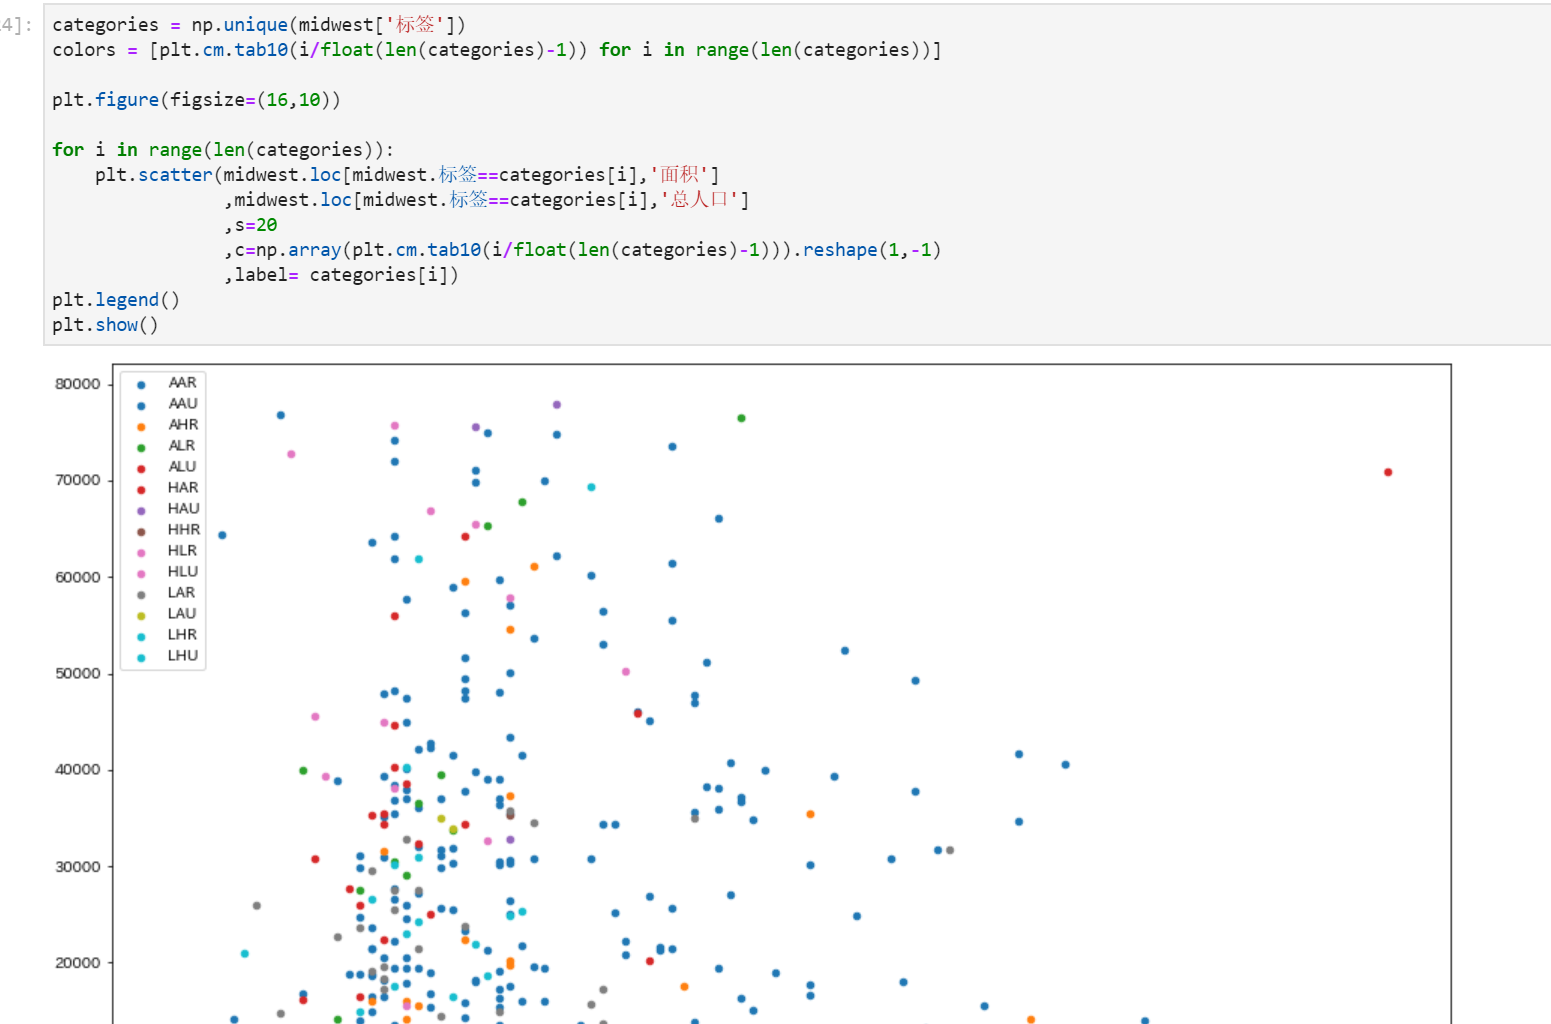 4]:
categories = np.unique(midwest['标签'])
colors = [plt.cm.tab10(i/float(len(categories)-1)) for i in range(len(categories))]
plt.figure(figsize=(16,10))
for i in range(len(categories)):
    plt.scatter(midwest.loc[midwest.标签==categories[i],'面积']
                ,midwest.loc[midwest.标签==categories[i],'总人口']
                ,s=20
                ,c=np.array(plt.cm.tab10(i/float(len(categories)-1))).reshape(1,-1)
                ,label= categories[i])
plt.legend()
plt.show()
80000
70000
60000
50000
40000
30000
20000
AAR
AAU
AHR
ALR
ALU
HAR
HAU
HHR
HLR
HLU
LAR
LAU
LHR
LHU